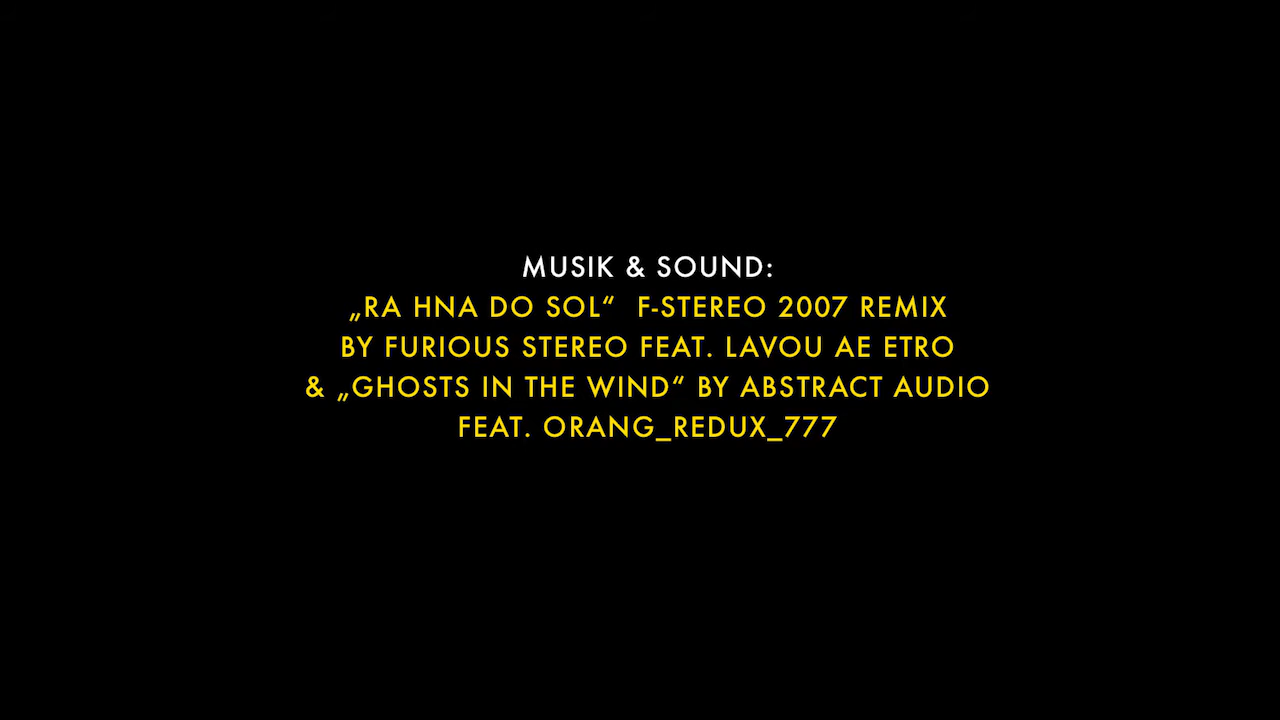 MUSIK & SOUND:
„RA HNA DO SOL“ F-STEREO 2007 REMIX
BY FURIOUS STEREO FEAT. LAVOU AE ETRO
& „GHOSTS IN THE WIND“ BY ABSTRACT AUDIO
FEAT. ORANG_REDUX_777